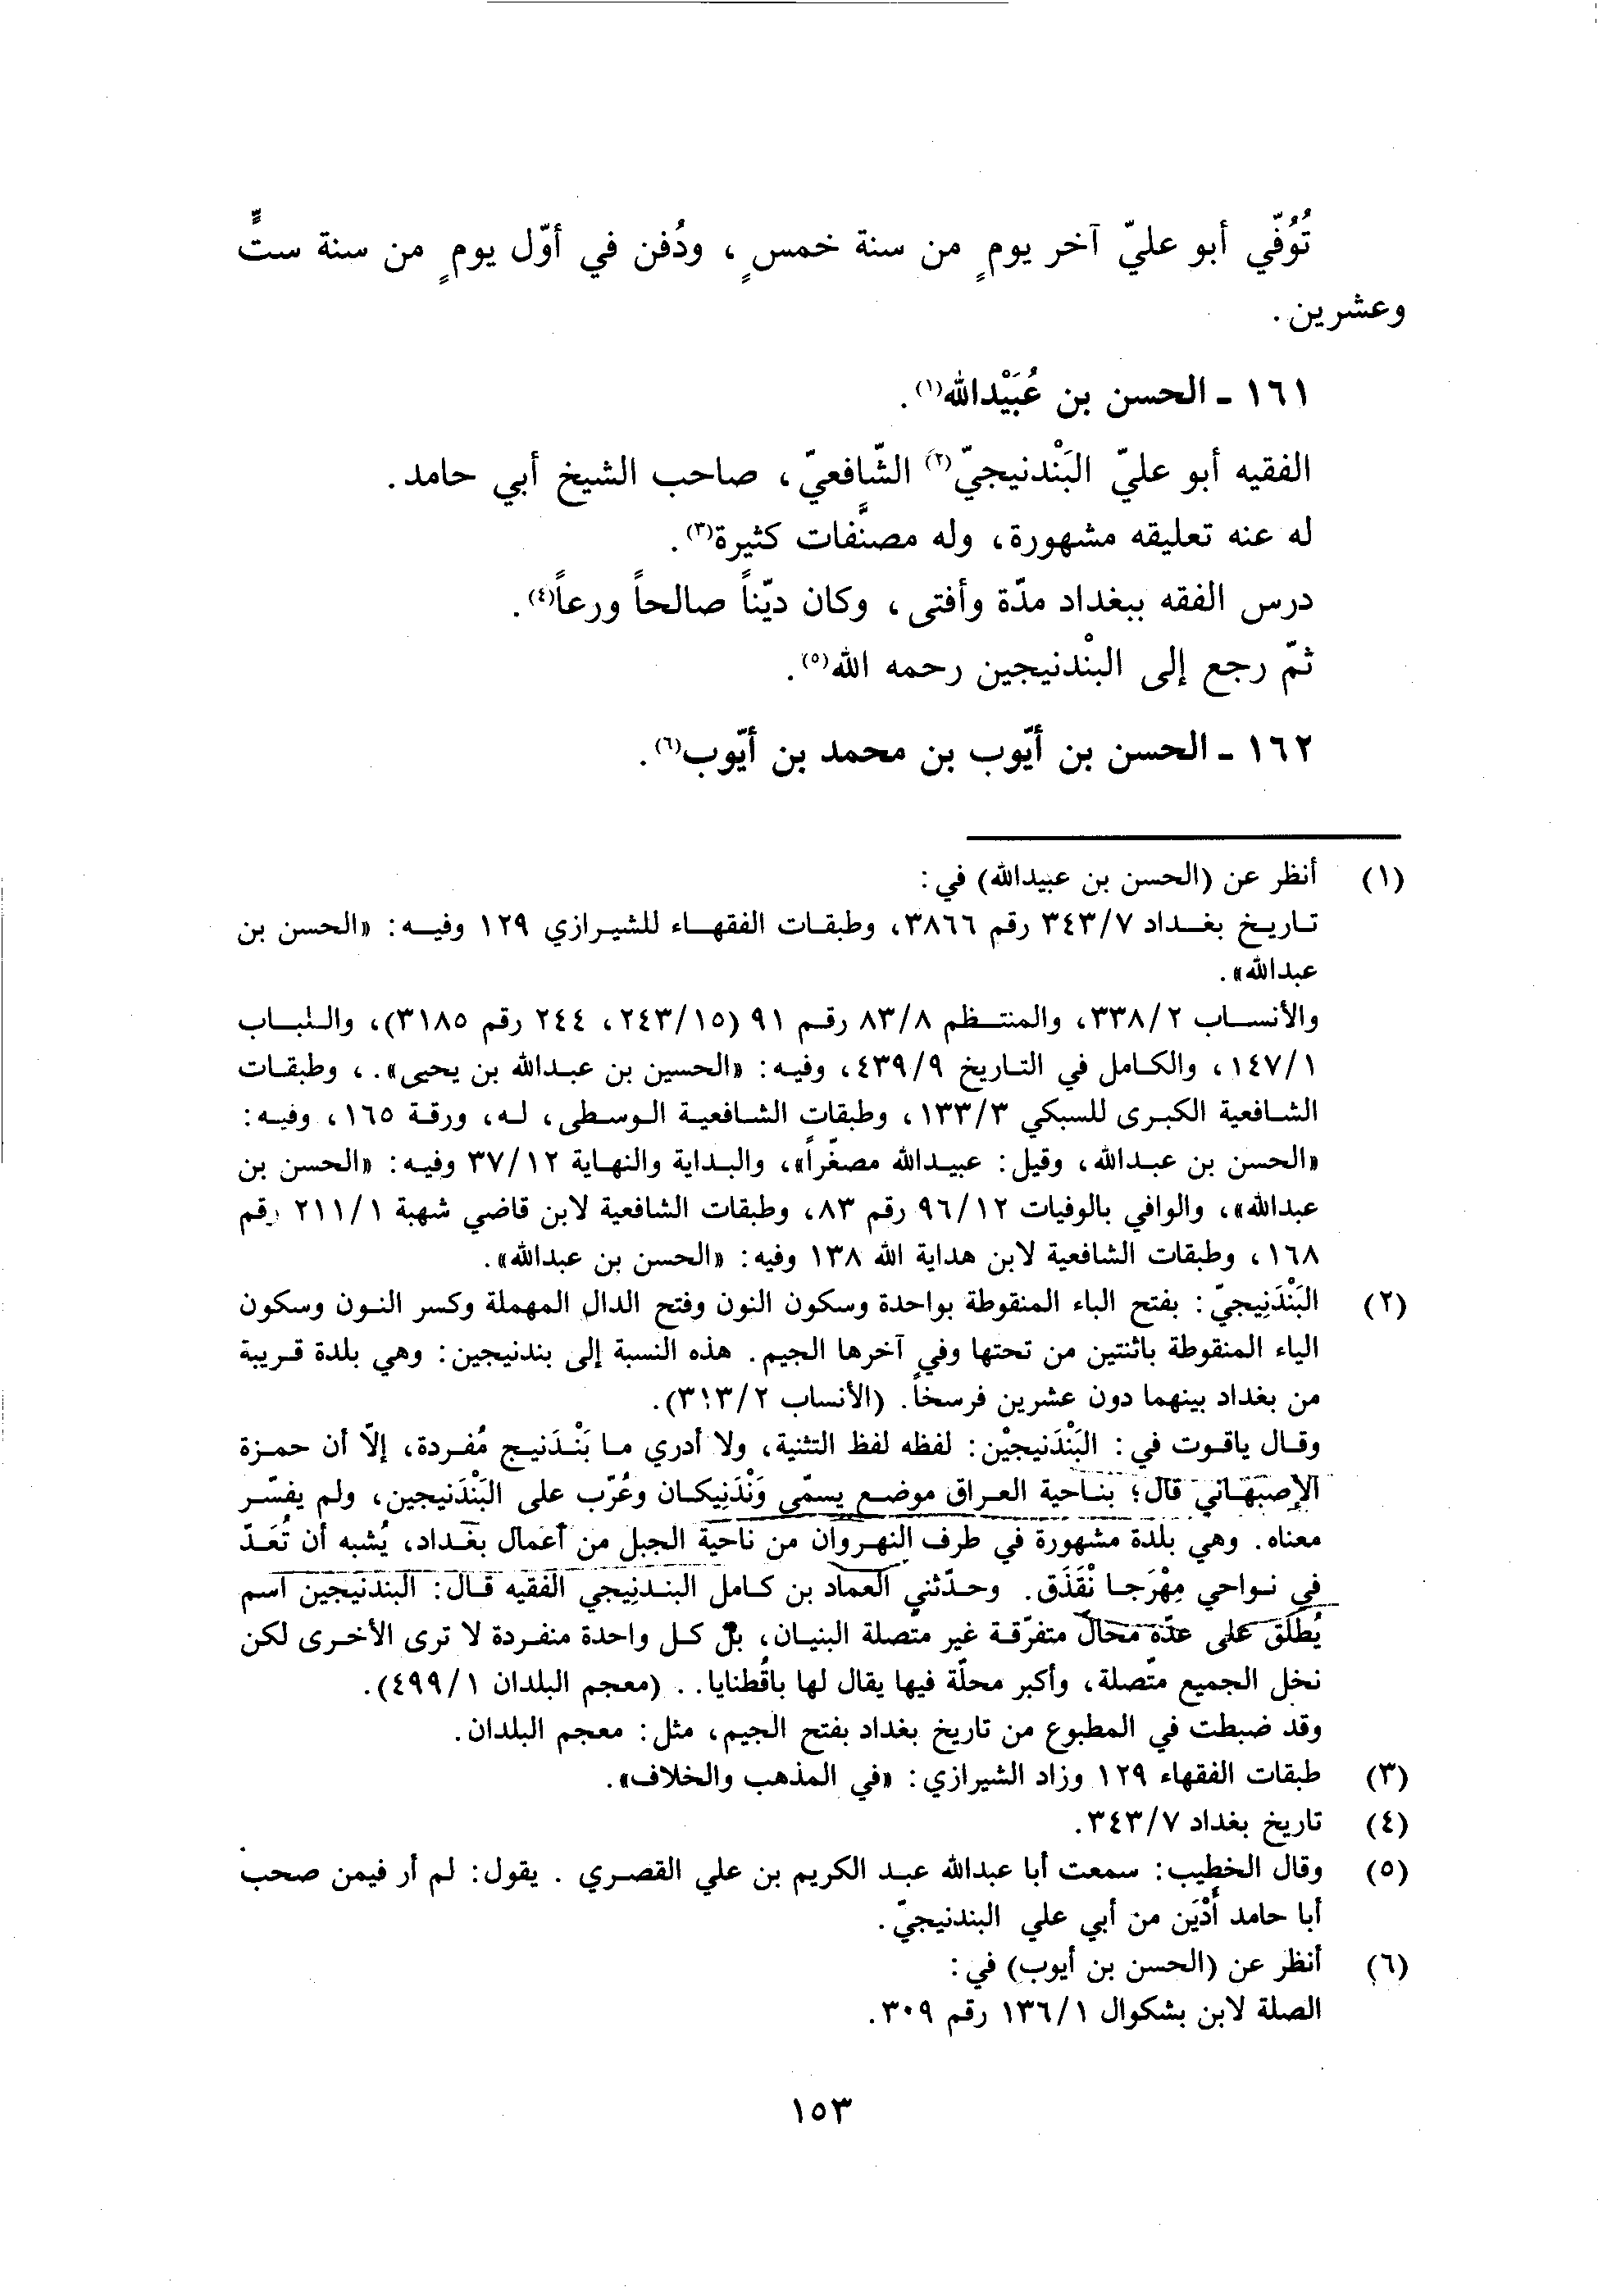 تُوُفّي أبو عليّ آخر يومٍ من سنة خمسٍ، ودُفن في أوّل يومٍ من سنة ستٍّ
وعشرين.
١٦١ ـ الحسن بن عُبَيْدالله(١).
الفقيه أبو عليّ البَنْدنيجيّ(٢) الشّافعيّ، صاحب الشيخ أبي حامد.
له عنه تعليقه مشهورة، وله مصنَّفات كثيرة(٣).
درس الفقه ببغداد مدّة وأفتى، وكان ديّناً صالحاً ورعاً(٤).
ثمّ رجع إلى البنْدنيجين رحمه الله(٥).
١٦٢ ـ الحسن بن أيّوب بن محمد بن أيّوب(٦).
(١) أنظر عن (الحسن بن عبيدالله) في:
تاريخ بغداد ٣٤٣/٧ رقم ٣٨٦٦، وطبقات الفقهاء للشيرازي ١٢٩ وفيه: «الحسن بن
عبدالله».
والأنساب ٣٣٨/٢، والمنتظم ٨٣/٨ رقم ٩١ (٢٤٣/١٥، ٢٤٤ رقم ٣١٨٥)، واللباب
١٤٧/١، والكامل في التاريخ ٤٣٩/٩، وفيه: «الحسين بن عبدالله بن يحيى».، وطبقات
الشافعية الكبرى للسبكي ١٣٣/٣، وطبقات الشافعية الوسطى، له، ورقة ١٦٥، وفيه:
«الحسن بن عبدالله، وقيل: عبيدالله مصغّراً»، والبداية والنهاية ٣٧/١٢ وفيه: «الحسن بن
عبدالله»، والوافي بالوفيات ٩٦/١٢ رقم ٨٣، وطبقات الشافعية لابن قاضي شهبة ٢١١/١ رقم
١٦٨، وطبقات الشافعية لابن هداية الله ١٣٨ وفيه: «الحسن بن عبدالله».
(٢) البَنْدَنِيجيّ: بفتح الباء المنقوطة بواحدة وسكون النون وفتح الدال المهملة وكسر النون وسكون
الياء المنقوطة باثنتين من تحتها وفي آخرها الجيم. هذه النسبة إلى بندنيجين: وهي بلدة قريبة
من بغداد بينهما دون عشرين فرسخاً. (الأنساب ٣١٣/٢).
وقال ياقوت في: البَنْدَنيجيْن: لفظه لفظ التثنية، ولا أدري ما بَنْدَنيج مُفردة، إلّا أن حمزة
الإصبهاني قال؛ بناحية العراق موضع يسمّى وَنْدَنِيكان وعُرّب على البَنْدَنيجين، ولم يفسّر
معناه. وهي بلدة مشهورة في طرف النهروان من ناحية الجبل من أعمال بغداد، يُشبه أن تُعَدّ
في نواحي مِهْرَجا نْقَذَق. وحدّثني العماد بن كامل البندنِيجي الفقيه قال: البندنيجين اسم
يُطلَق على عدّة محالّ متفرّقة غير متّصلة البنيان، بل كل واحدة منفردة لا ترى الأخرى لكن
نخل الجميع متّصلة، وأكبر محلّة فيها يقال لها باقُطنايا.. (معجم البلدان ٤٩٩/١).
وقد ضبطت في المطبوع من تاريخ بغداد بفتح الجيم، مثل: معجم البلدان.
(٣) طبقات الفقهاء ١٢٩ وزاد الشيرازي: «في المذهب والخلاف».
(٤) تاريخ بغداد ٣٤٣/٧.
(٥) وقال الخطيب: سمعت أبا عبدالله عبد الكريم بن علي القصري . يقول: لم أر فيمن صحب
أبا حامد أَدْيَن من أبي علي البندنيجيّ.
(٦) أنظر عن (الحسن بن أيوب) في:
الصلة لابن بشكوال ١٣٦/١ رقم ٣٠٩.
١٥٣